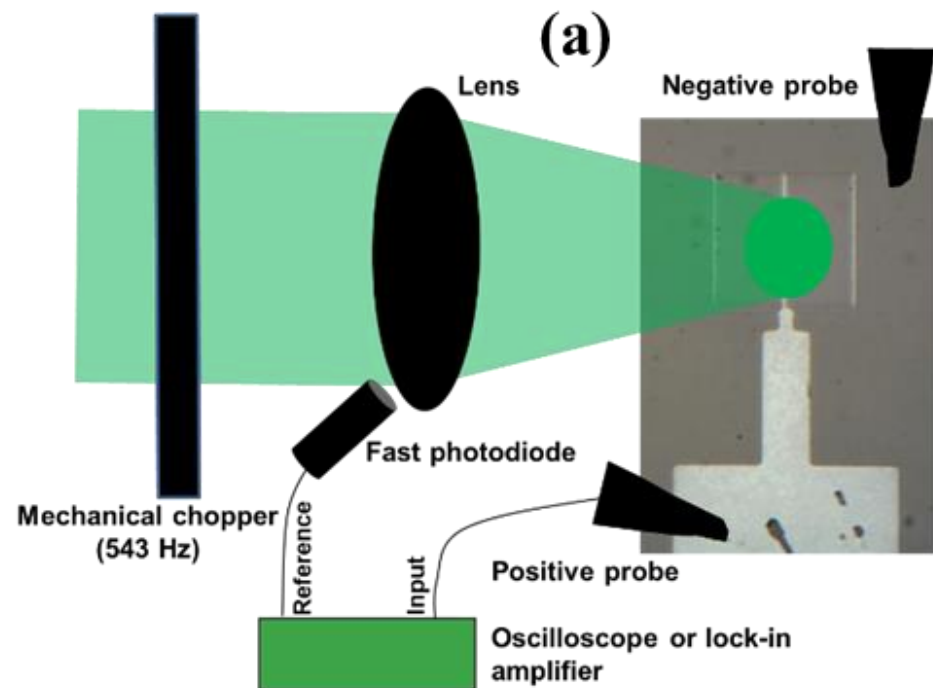 (a)
Lens
Negative probe
Fast photodiode
Mechanical chopper
(543 Hz)
Reference
Input
Positive probe
Oscilloscope or lock-in
amplifier